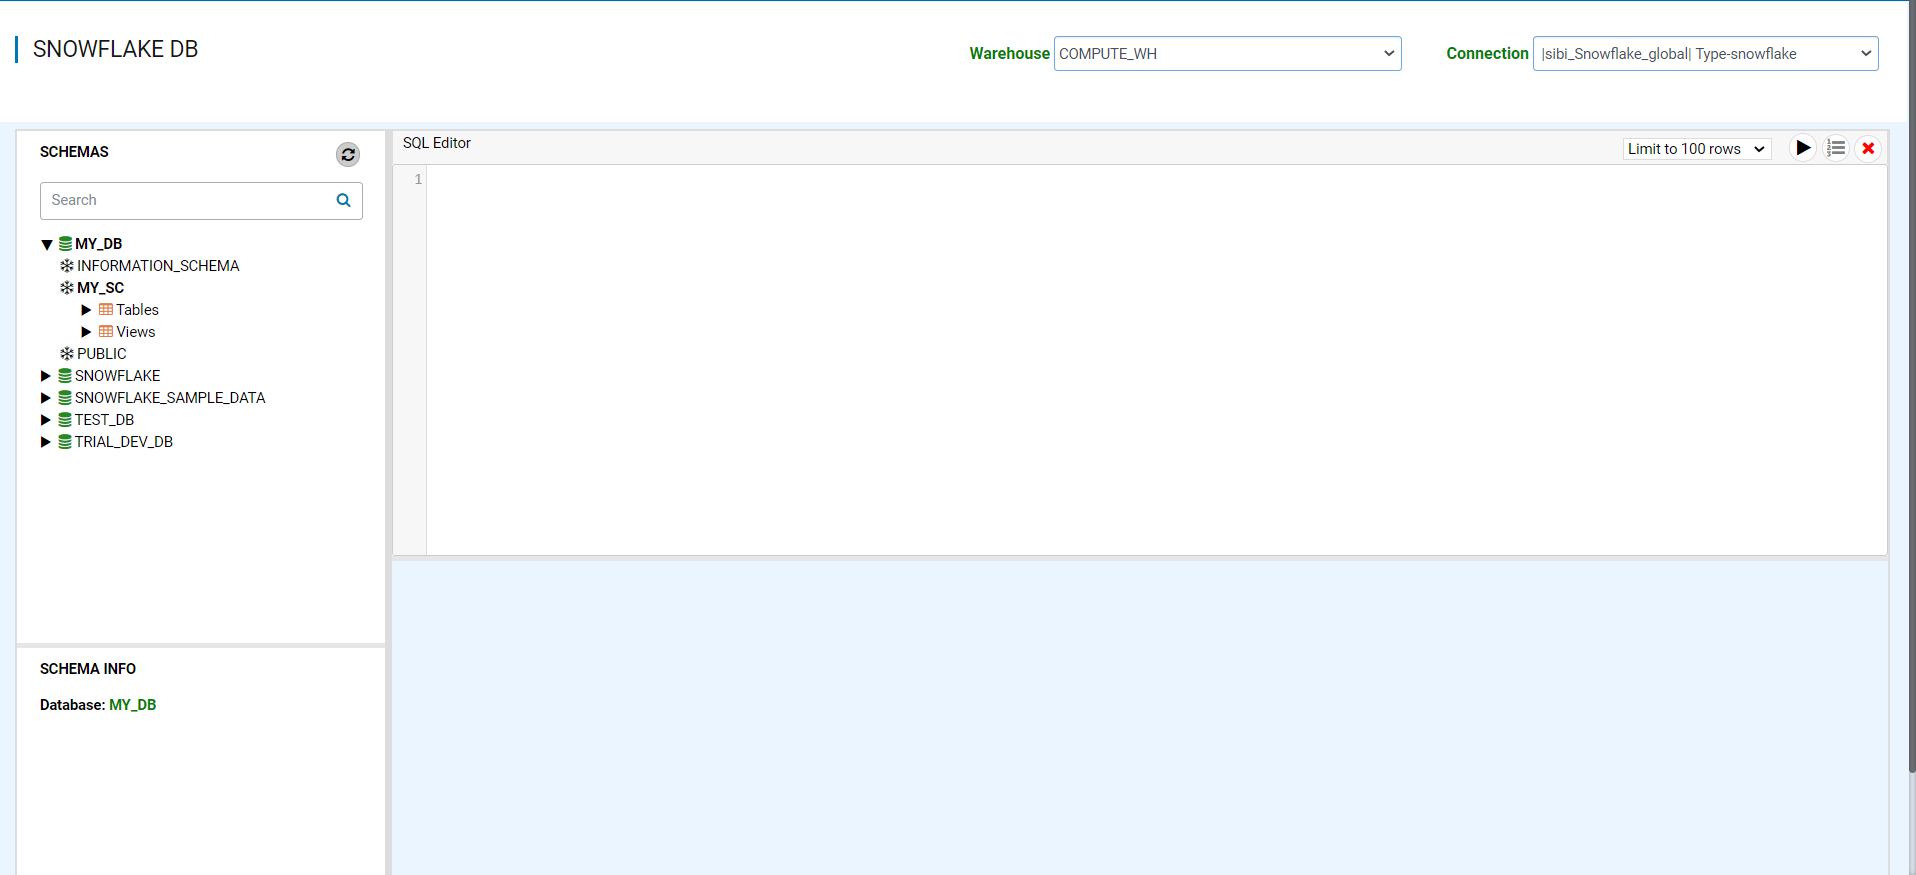 SNOWFLAKE DB
Warehouse COMPUTE_WH
Connection |sibi_Snowflake_global| Type-snowflake
SCHEMAS
Search
MY_DB
INFORMATION_SCHEMA
MY_SC
Tables
Views
PUBLIC
SNOWFLAKE
SNOWFLAKE_SAMPLE_DATA
TEST_DB
TRIAL_DEV_DB
SCHEMA INFO
Database: MY_DB
SQL Editor
Limit to 100 rows
1